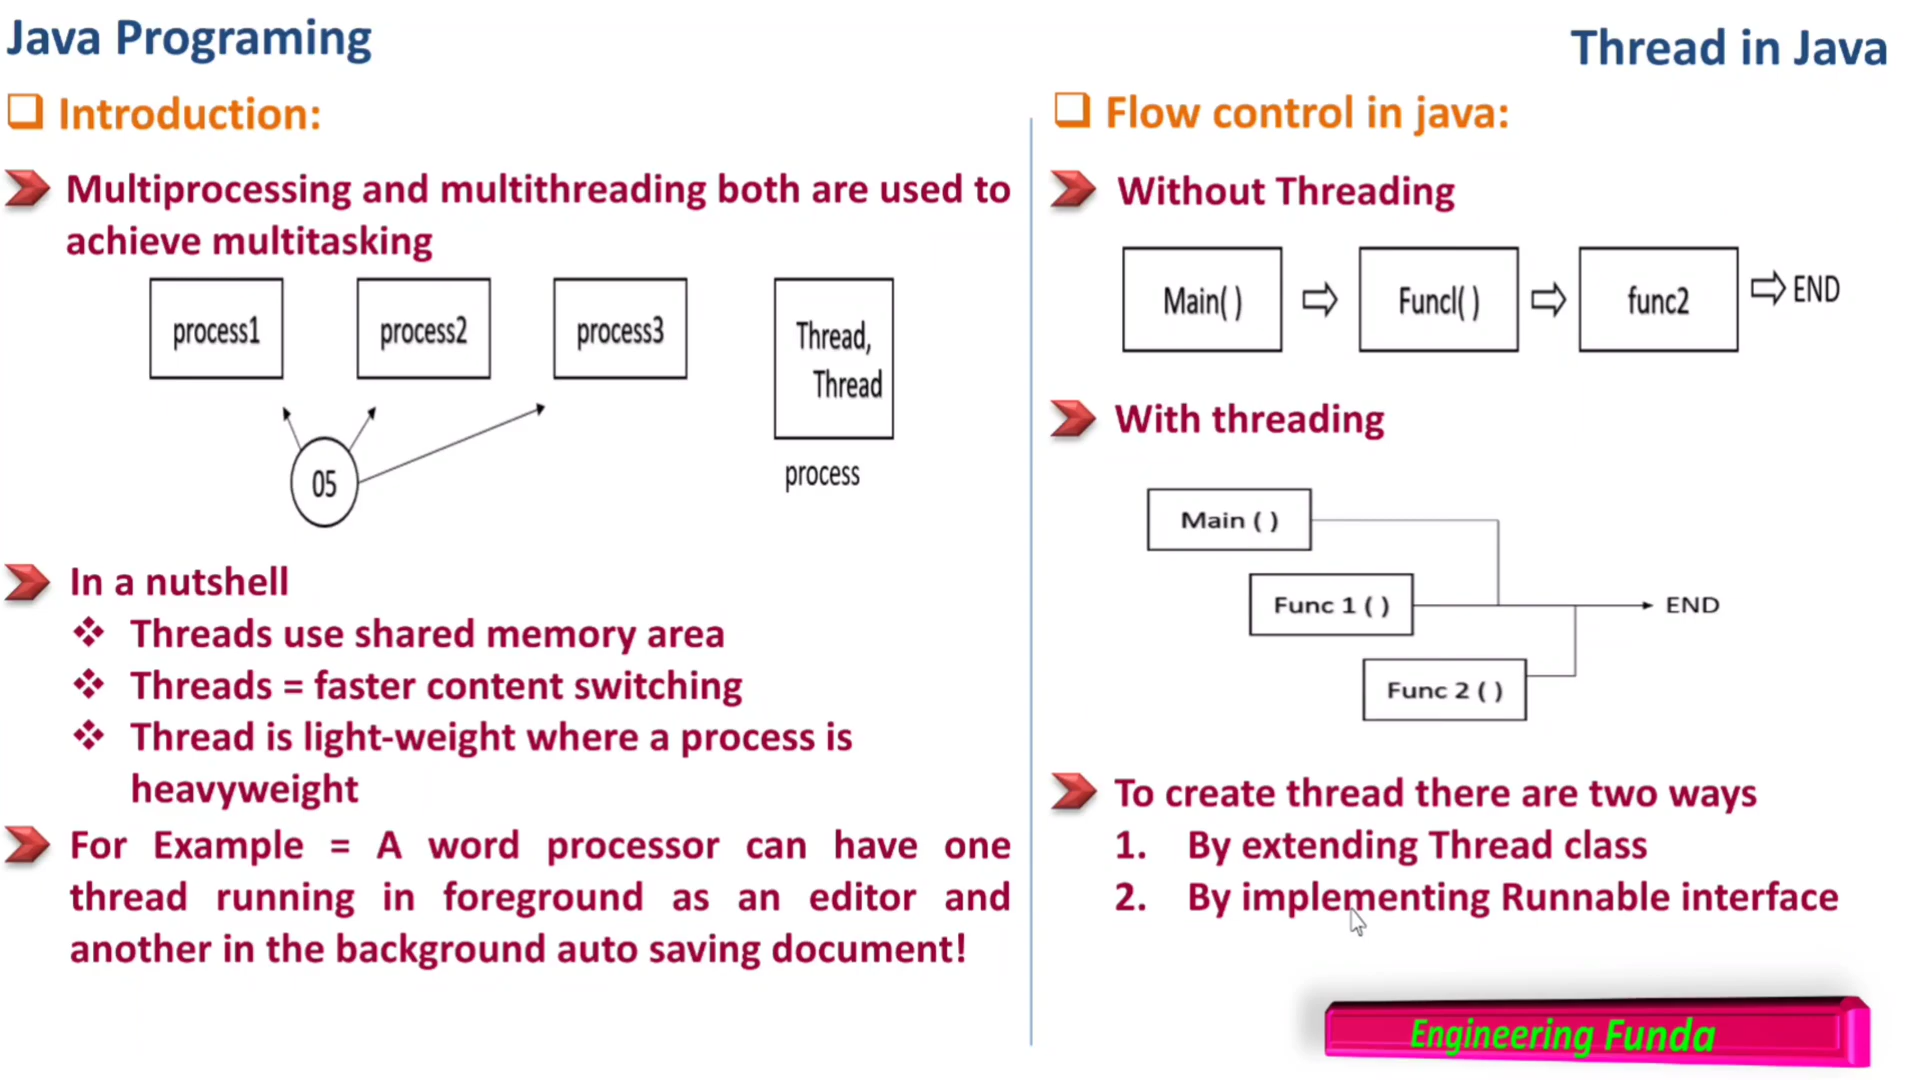 Java Programing
Thread in Java
Introduction:
Multiprocessing and multithreading both are used to
achieve multitasking
process1
process2
process3
Thread,
Thread
05
process
In a nutshell
Threads use shared memory area
Threads = faster content switching
Thread is light-weight where a process is
heavyweight
For Example = A word processor can have one
thread running in foreground as an editor and
another in the background auto saving document!
Flow control in java:
Without Threading
Main( )
Funcl( )
func2
END
With threading
Main ( )
Func 1 ( )
END
Func 2 ( )
To create thread there are two ways
1. By extending Thread class
2. By implementing Runnable interface
Engineering Funda